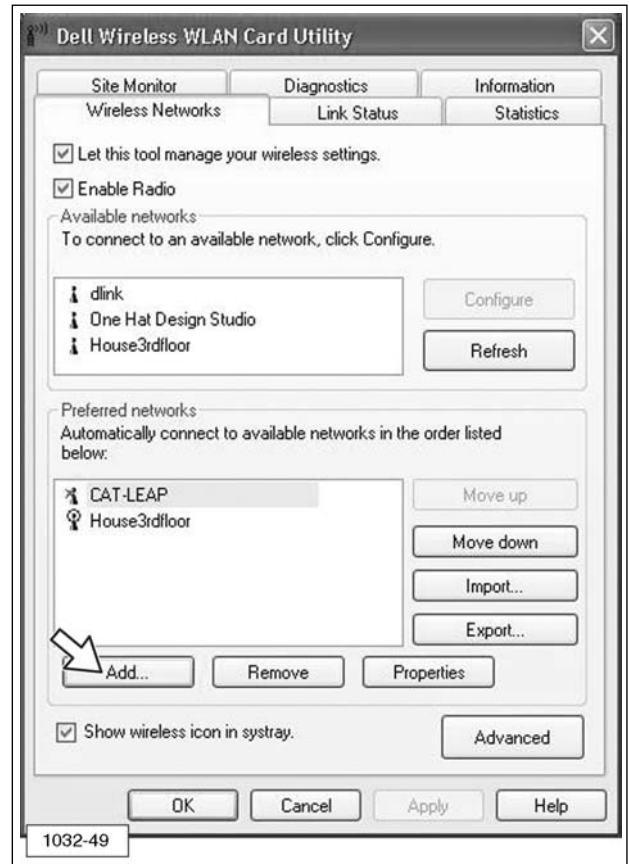 Dell Wireless WLAN Card Utility
Site Monitor
Diagnostics
Information
Wireless Networks
Link Status
Statistics
Let this tool manage your wireless settings.
Enable Radio
Available networks
To connect to an available network, click Configure.
dlink
One Hat Design Studio
House3rdfloor
Configure
Refresh
Preferred networks
Automatically connect to available networks in the order listed
below:
CAT-LEAP
House3rdfloor
Move up
Move down
Import...
Export...
Add...
Remove
Properties
Show wireless icon in systray.
Advanced
OK
Cancel
Apply
Help
1032-49